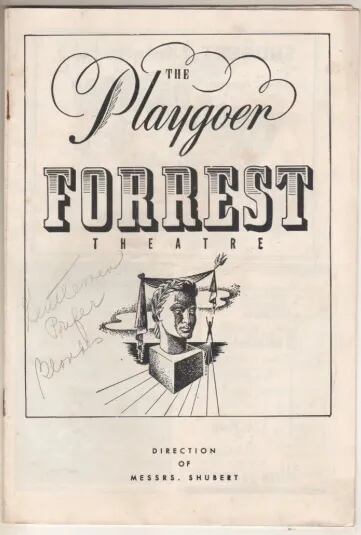 THE
Playgoer
FORREST
THEATRE
Gentlemen
Prefer
Blondes
DIRECTION
OF
MESSRS. SHUBERT